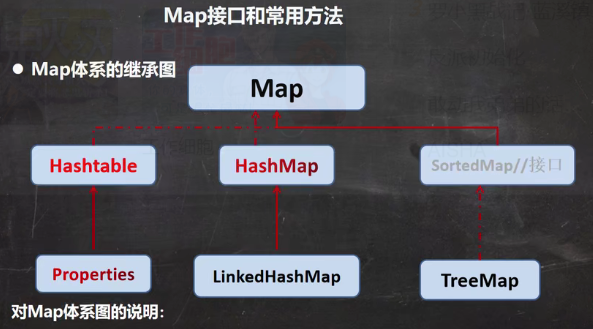 Map接口和常用方法
● Map体系的继承图
Map
Hashtable
HashMap
SortedMap//接口
Properties
LinkedHashMap
TreeMap
对Map体系图的说明: